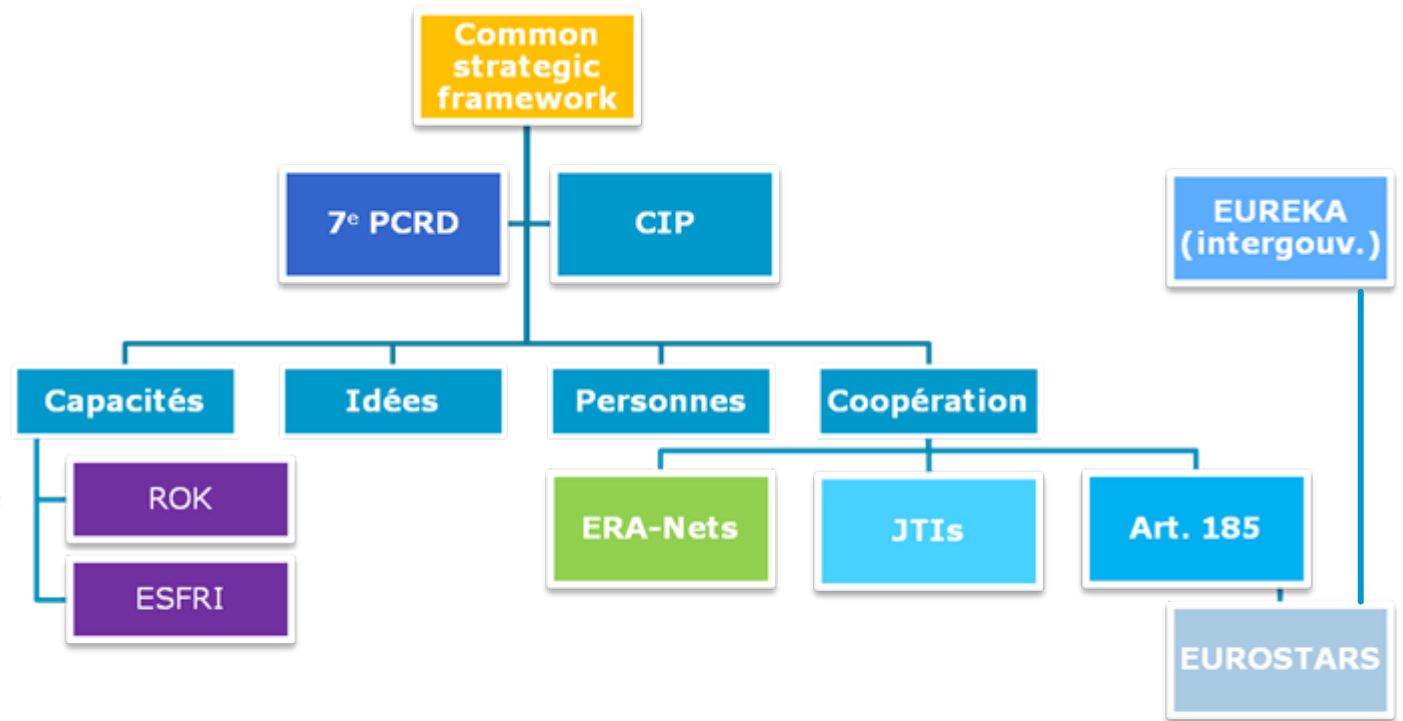 Common
strategic
framework
7ᵉ PCRD
CIP
EUREKA
(intergouv.)
Capacités
Idées
Personnes
Coopération
ROK
ESFRI
ERA-Nets
JTIs
Art. 185
EUROSTARS